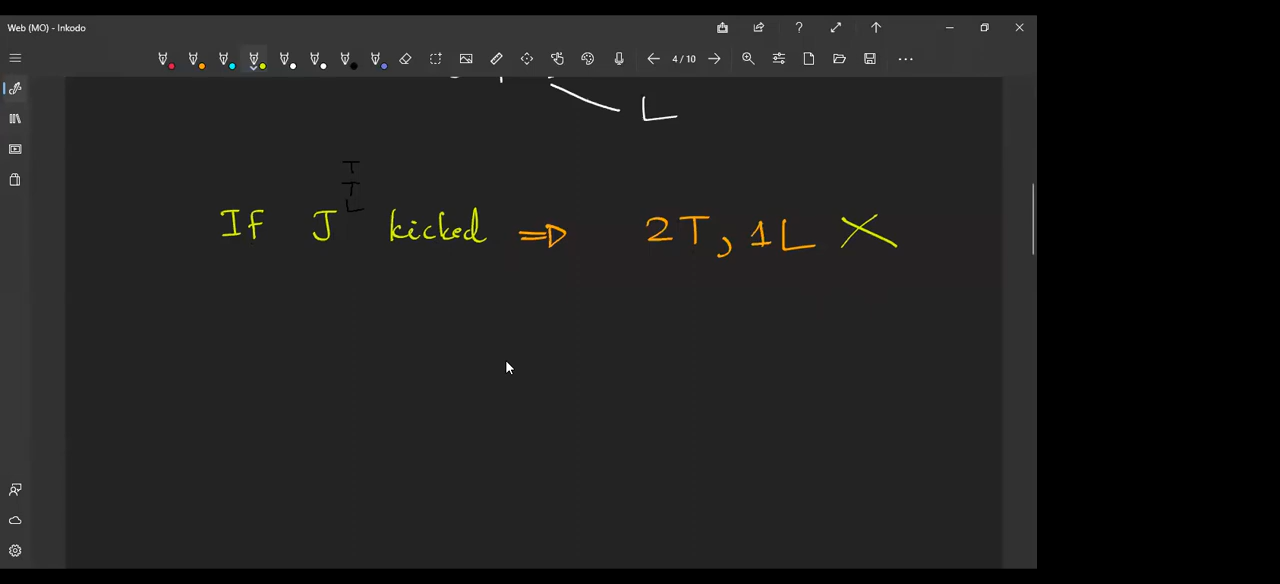 Web (MO) - Inkodo
4 / 10
L
T
T
L
If J kicked ⇒ 2T, 1L X